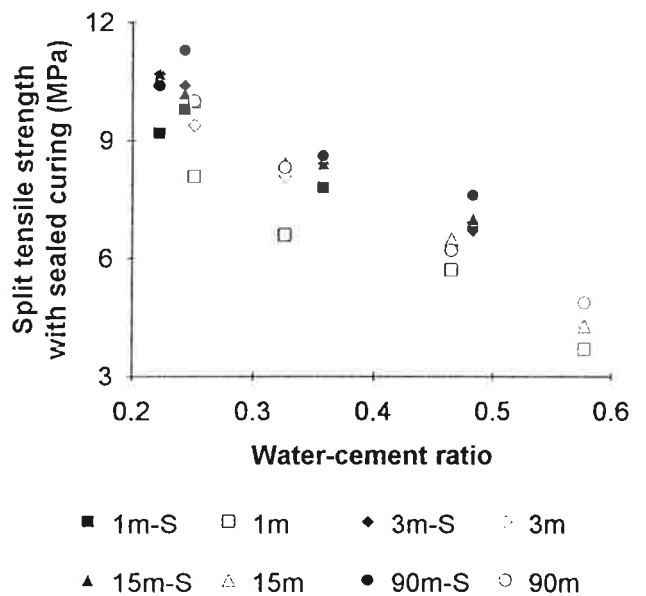 12
9
6
3
Split tensile strength
with sealed curing (MPa)
0.2 0.3 0.4 0.5 0.6
Water-cement ratio
1m-S 1m 3m-S 3m
15m-S 15m 90m-S 90m